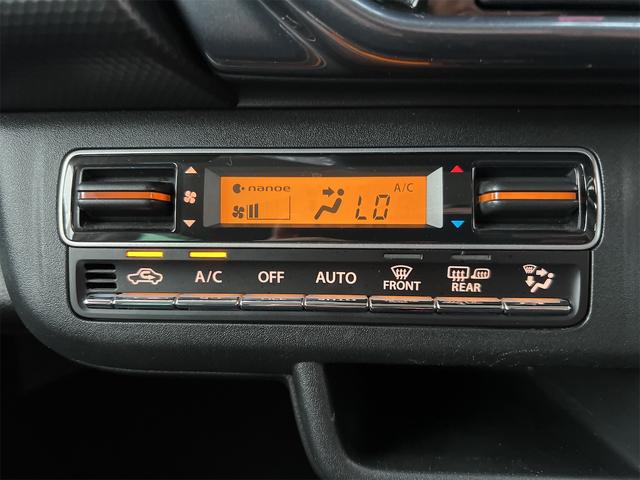 nanoe A/C
LO
A/C OFF AUTO FRONT REAR